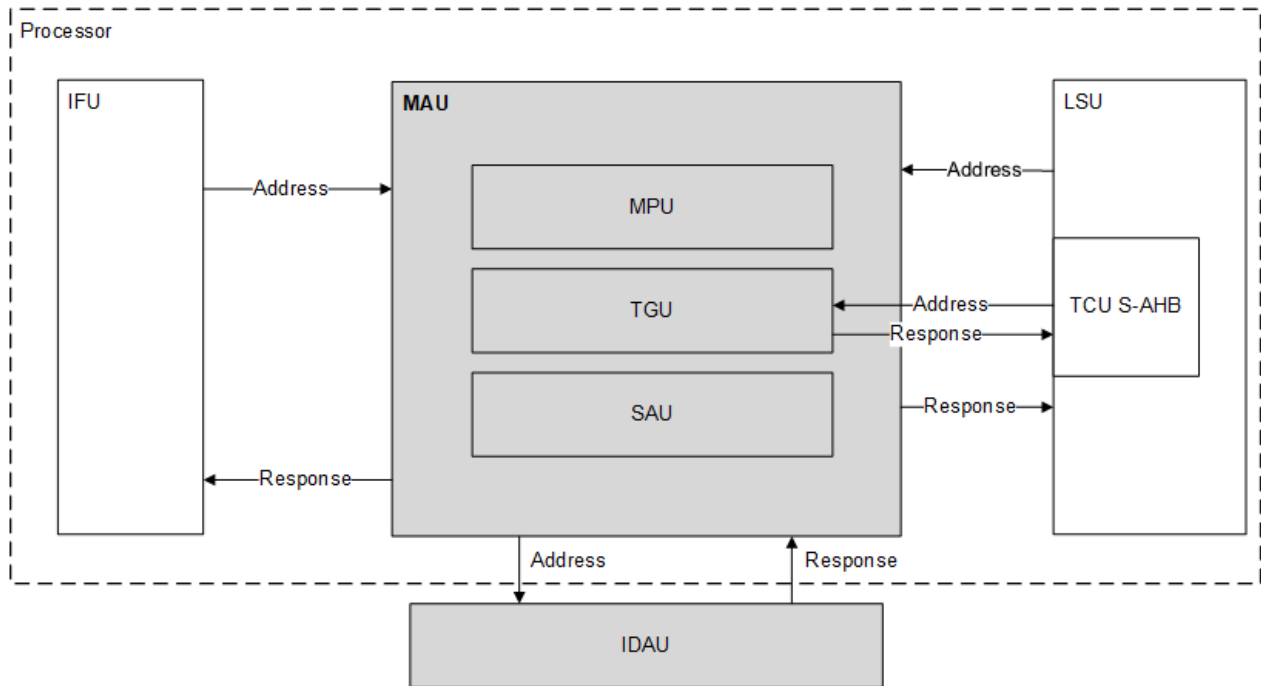 Processor
IFU
MAU
LSU
Address
Address
MPU
TGU
Address
TCU S-AHB
Response
SAU
Response
Response
Address
Response
IDAU